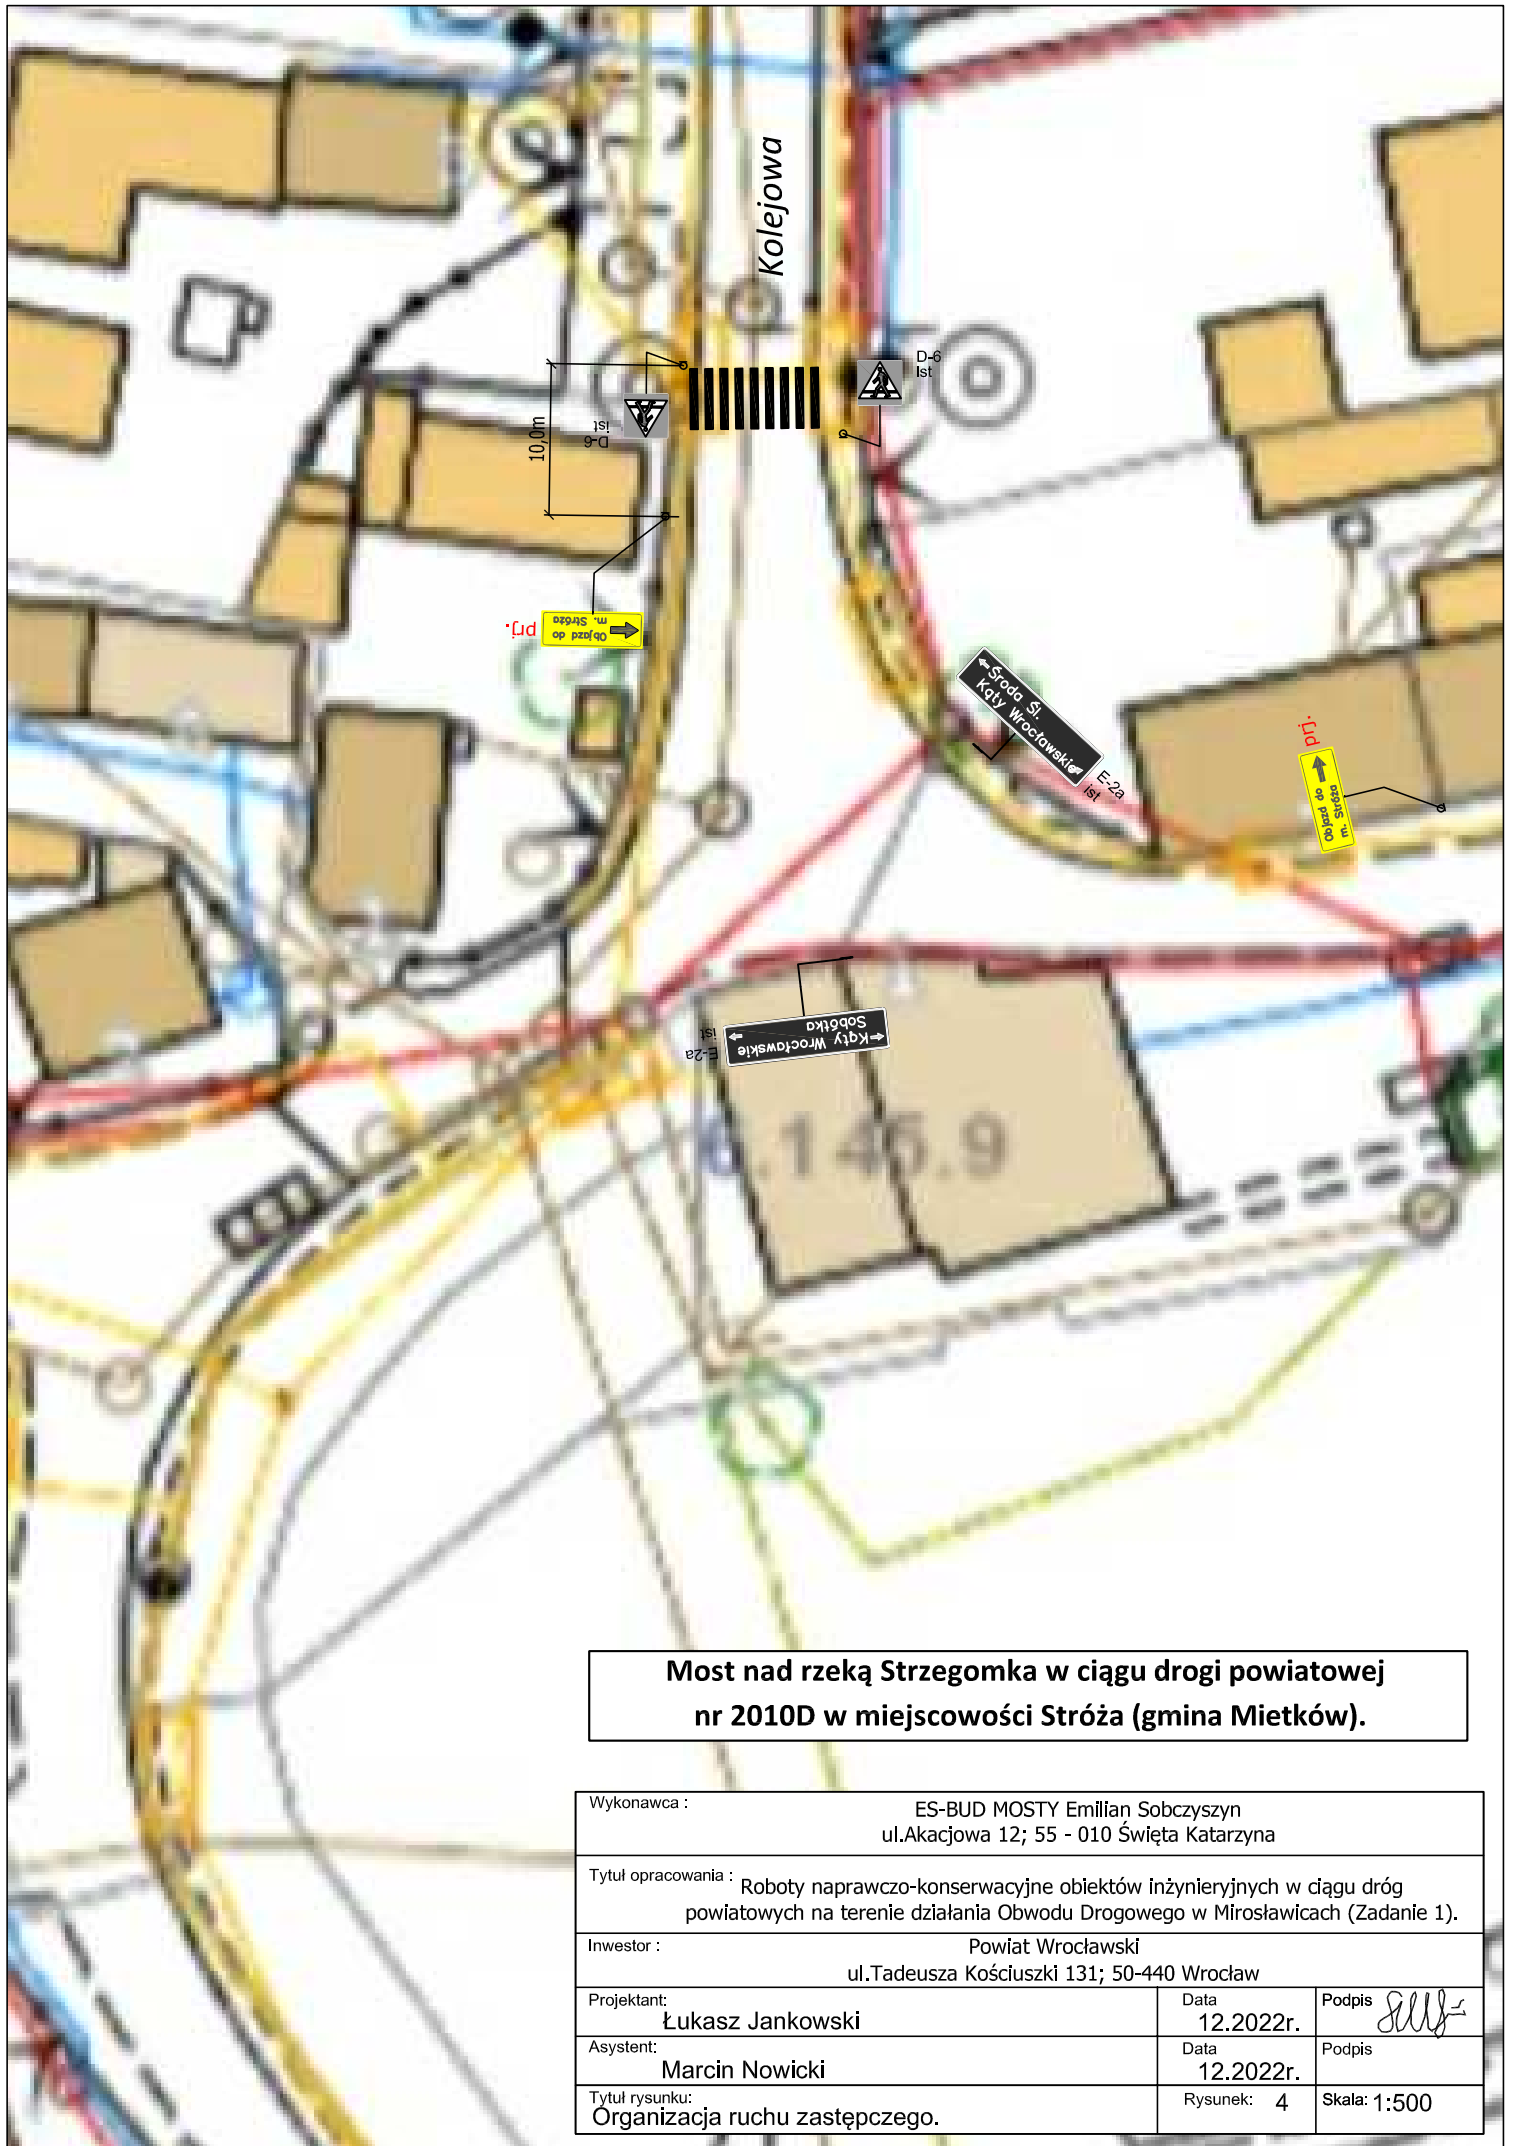 Kolejowa
D-6
Ist
D-6
ist
10,0m
Objazd do
m. Stróża
prj.
Środa Śl.
Kąty Wrocławskie
E-2a
ist
prj.
Objazd do
m. Stróża
Kąty Wrocławskie
Sobótka
E-2a
ist
145.9
Most nad rzeką Strzegomka w ciągu drogi powiatowej
nr 2010D w miejscowości Stróża (gmina Mietków).
Wykonawca :
ES-BUD MOSTY Emilian Sobczyszyn
ul.Akacjowa 12; 55 - 010 Święta Katarzyna
Tytuł opracowania :
Roboty naprawczo-konserwacyjne obiektów inżynieryjnych w ciągu dróg
powiatowych na terenie działania Obwodu Drogowego w Mirosławicach (Zadanie 1).
Inwestor :
Powiat Wrocławski
ul.Tadeusza Kościuszki 131; 50-440 Wrocław
Projektant:
Łukasz Jankowski
Data
12.2022r.
Podpis
Asystent:
Marcin Nowicki
Data
12.2022r.
Podpis
Tytuł rysunku:
Organizacja ruchu zastępczego.
Rysunek: 4
Skala: 1:500